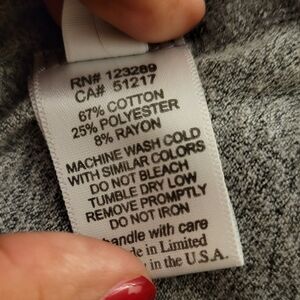 RN# 123289
CA# 51217
67% COTTON
25% POLYESTER
8% RAYON
MACHINE WASH COLD
WITH SIMILAR COLORS
DO NOT BLEACH
TUMBLE DRY LOW
REMOVE PROMPTLY
DO NOT IRON
handle with care
in Limited
in the U.S.A.